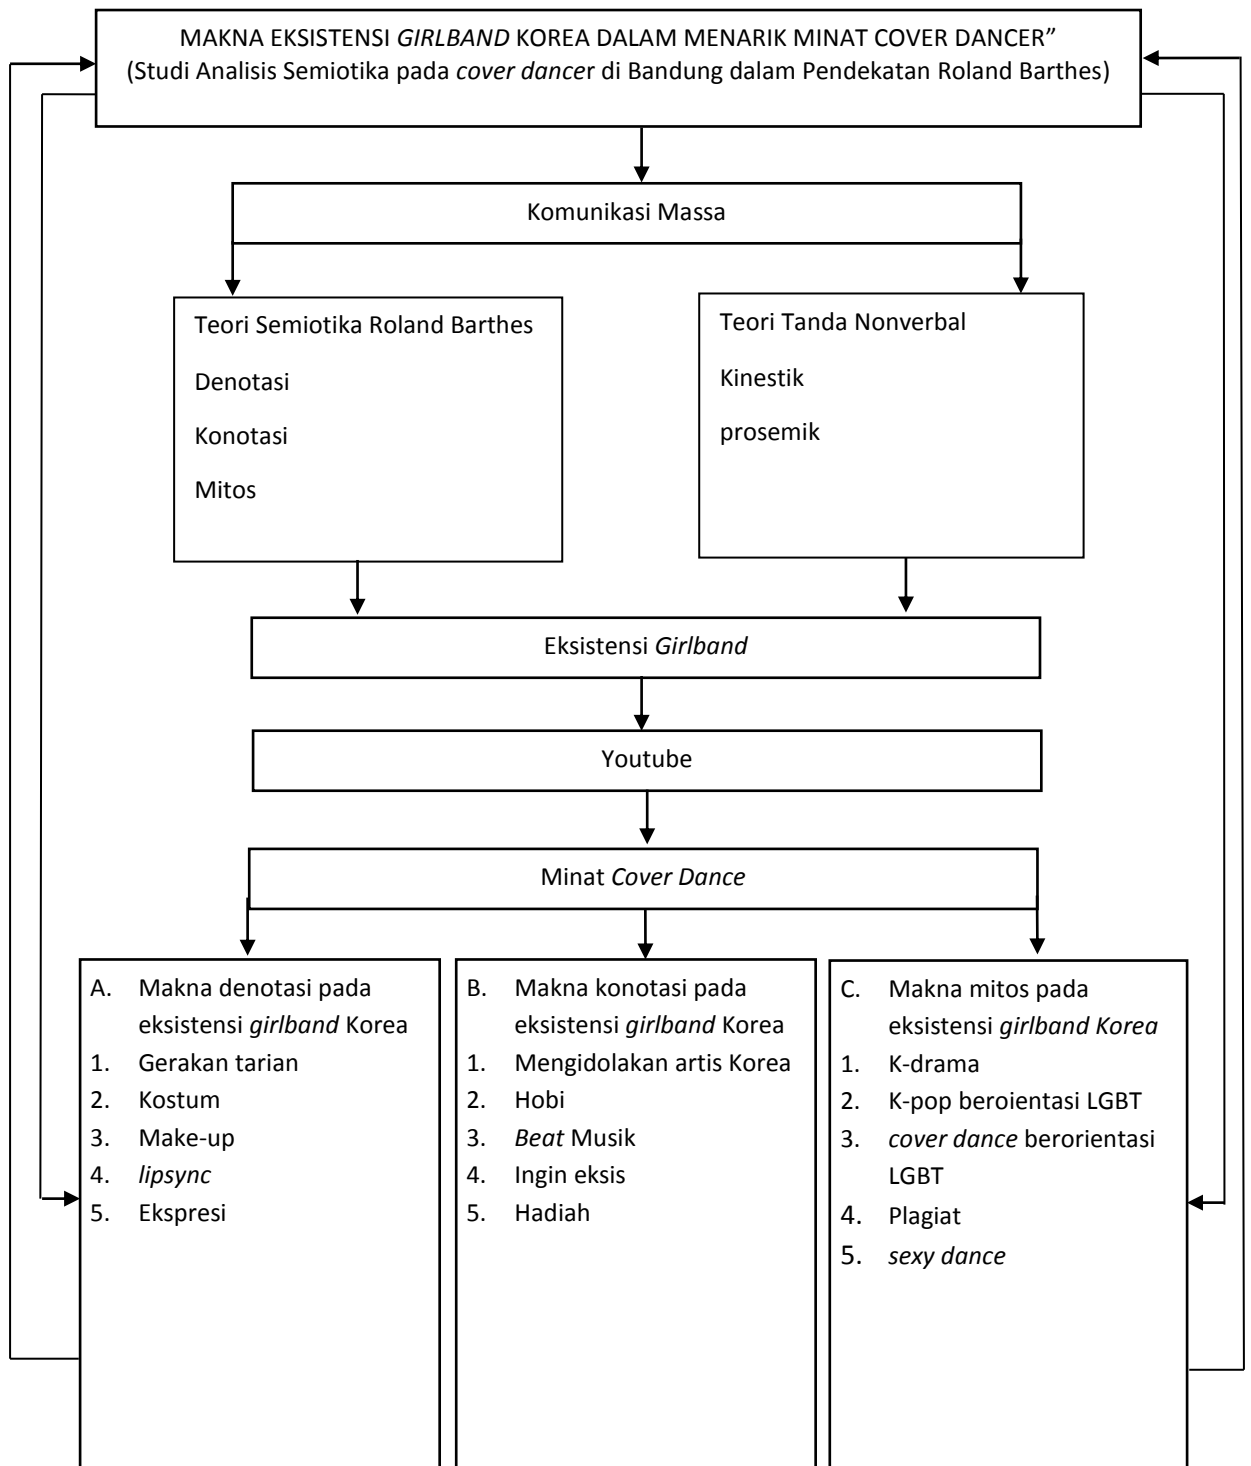 MAKNA EKSISTENSI GIRLBAND KOREA DALAM MENARIK MINAT COVER DANCER”
(Studi Analisis Semiotika pada cover dancer di Bandung dalam Pendekatan Roland Barthes)
Komunikasi Massa
Teori Semiotika Roland Barthes
Denotasi
Konotasi
Mitos
Teori Tanda Nonverbal
Kinestik
prosemik
Eksistensi Girlband
Youtube
Minat Cover Dance
A. Makna denotasi pada
eksistensi girlband Korea
1. Gerakan tarian
2. Kostum
3. Make-up
4. lipsync
5. Ekspresi
B. Makna konotasi pada
eksistensi girlband Korea
1. Mengidolakan artis Korea
2. Hobi
3. Beat Musik
4. Ingin eksis
5. Hadiah
C. Makna mitos pada
eksistensi girlband Korea
1. K-drama
2. K-pop beroientasi LGBT
3. cover dance berorientasi
LGBT
4. Plagiat
5. sexy dance